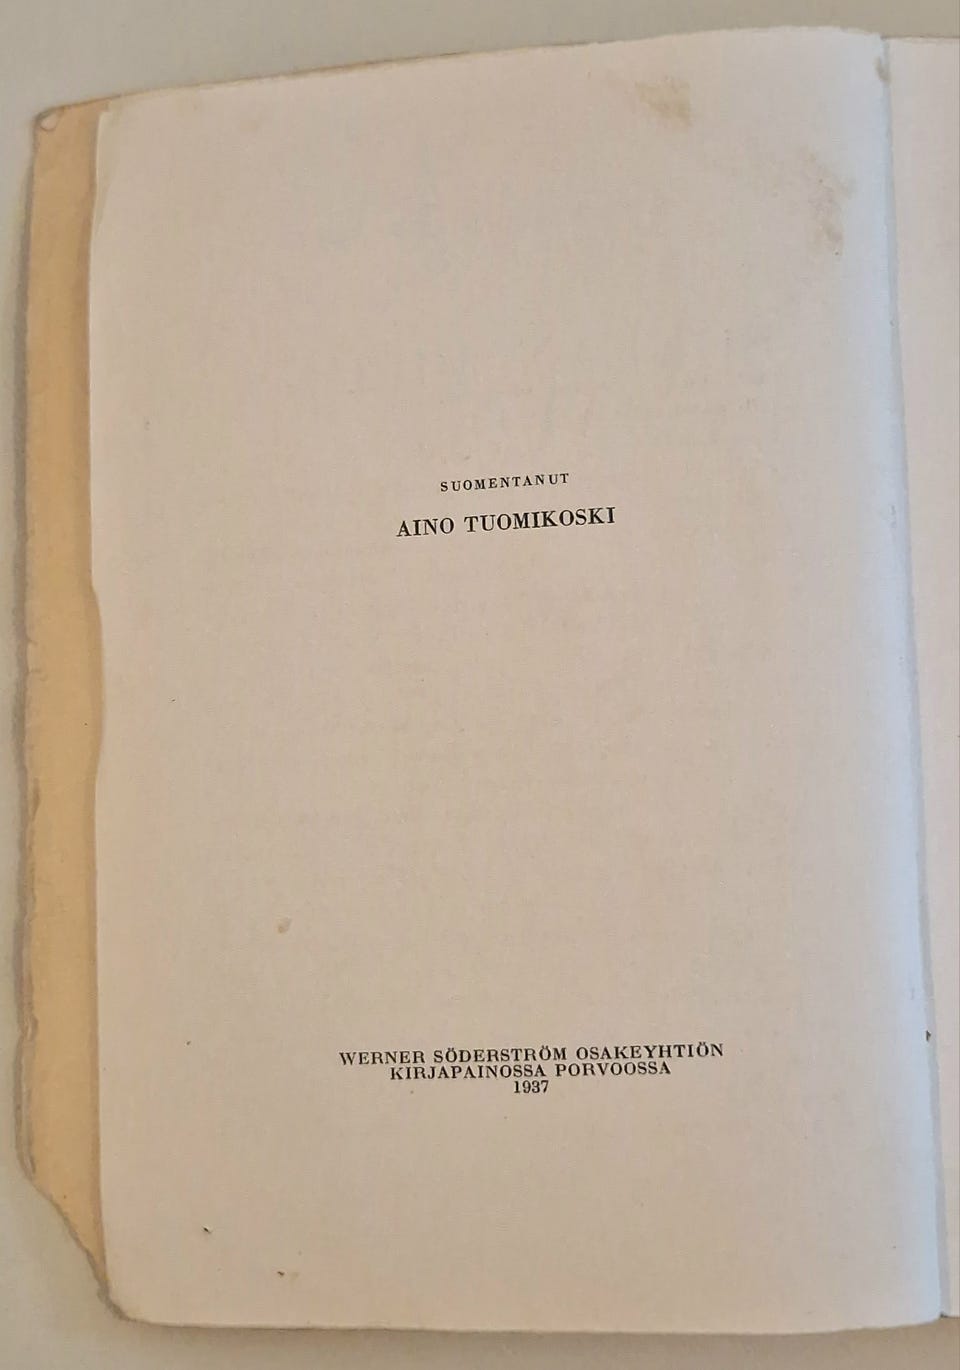 SUOMENTANUT
AINO TUOMIKOSKI
WERNER SÖDERSTRÖM OSAKEYHTIÖN
KIRJAPAINOSSA PORVOOSSA
1937